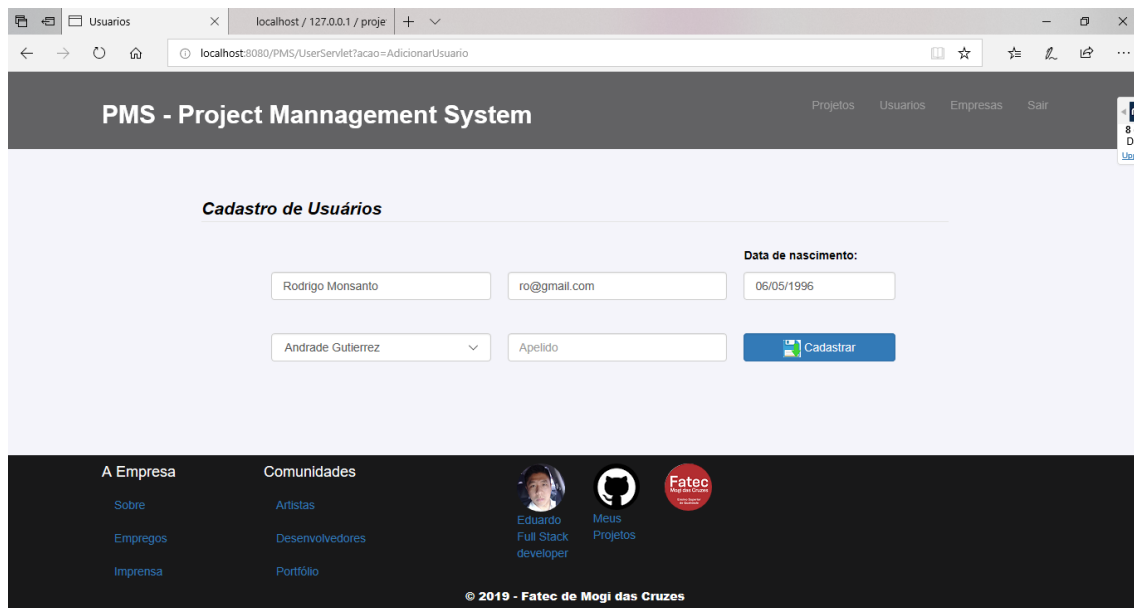 Usuarios
localhost / 127.0.0.1 / proje
localhost:8080/PMS/UserServlet?acao=AdicionarUsuario
PMS - Project Mannagement System
Projetos Usuarios Empresas Sair
8
D
Cadastro de Usuários
Data de nascimento:
Rodrigo Monsanto
ro@gmail.com
06/05/1996
Andrade Gutierrez
Apelido
Cadastrar
A Empresa
Sobre
Empregos
Imprensa
Comunidades
Artistas
Desenvolvedores
Portfólio
Eduardo
Full Stack
developer
Meus
Projetos
Fatec
Mogi das Cruzes
© 2019 - Fatec de Mogi das Cruzes